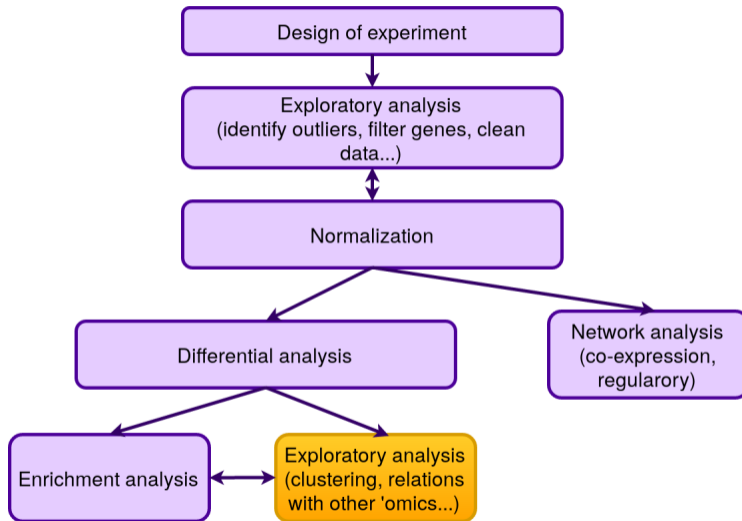 Design of experiment
Exploratory analysis
(identify outliers, filter genes, clean
data...)
Normalization
Differential analysis
Network analysis
(co-expression,
regularory)
Enrichment analysis
Exploratory analysis
(clustering, relations
with other 'omics...)